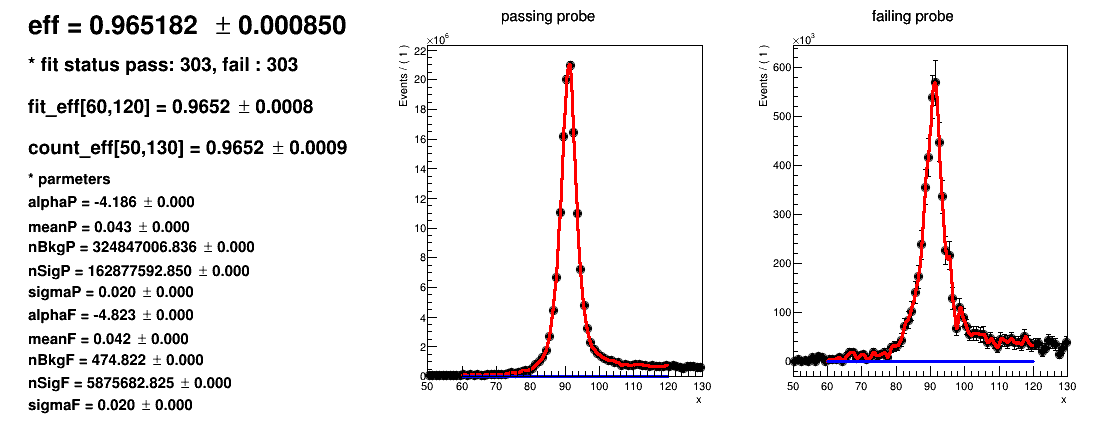 eff = 0.965182 ± 0.000850
* fit status pass: 303, fail : 303
fit_eff[60,120] = 0.9652 ± 0.0008
count_eff[50,130] = 0.9652 ± 0.0009
* parmeters
alphaP = -4.186 ± 0.000
meanP = 0.043 ± 0.000
nBkgP = 324847006.836 ± 0.000
nSigP = 162877592.850 ± 0.000
sigmaP = 0.020 ± 0.000
alphaF = -4.823 ± 0.000
meanF = 0.042 ± 0.000
nBkgF = 474.822 ± 0.000
nSigF = 5875682.825 ± 0.000
sigmaF = 0.020 ± 0.000
passing probe
×10⁶
Events / ( 1 )
22
20
18
16
14
12
10
8
6
4
2
0
50 60 70 80 90 100 110 120 130
x
failing probe
×10³
Events / ( 1 )
600
500
400
300
200
100
0
50 60 70 80 90 100 110 120 130
x